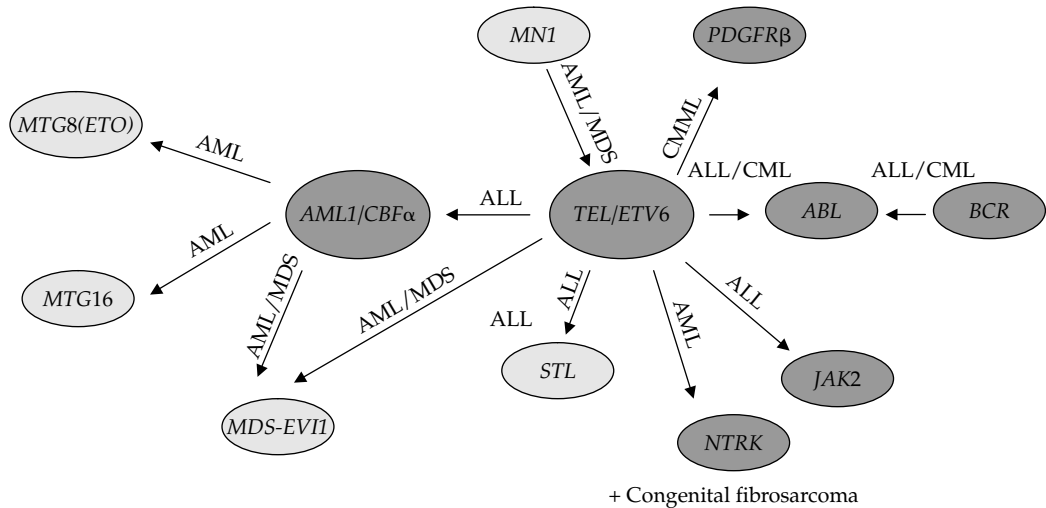 MN1
PDGFRβ
AML/MDS
CMML
MTG8(ETO)
AML
ALL/CML
ALL/CML
AML1/CBFα
ALL
TEL/ETV6
ABL
BCR
AML
MTG16
AML/MDS
AML/MDS
ALL
ALL
AML
ALL
STL
JAK2
MDS-EVI1
NTRK
+ Congenital fibrosarcoma